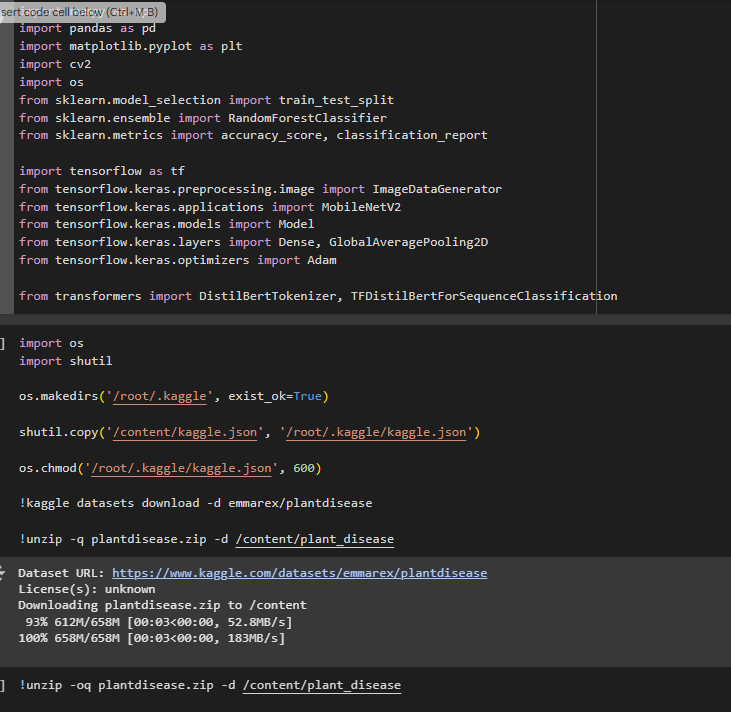 sert code cell below (Ctrl+M B)
import pandas as pd
import matplotlib.pyplot as plt
import cv2
import os
from sklearn.model_selection import train_test_split
from sklearn.ensemble import RandomForestClassifier
from sklearn.metrics import accuracy_score, classification_report
import tensorflow as tf
from tensorflow.keras.preprocessing.image import ImageDataGenerator
from tensorflow.keras.applications import MobileNetV2
from tensorflow.keras.models import Model
from tensorflow.keras.layers import Dense, GlobalAveragePooling2D
from tensorflow.keras.optimizers import Adam
from transformers import DistilBertTokenizer, TFDistilBertForSequenceClassification
] import os
import shutil
os.makedirs('/root/.kaggle', exist_ok=True)
shutil.copy('/content/kaggle.json', '/root/.kaggle/kaggle.json')
os.chmod('/root/.kaggle/kaggle.json', 600)
!kaggle datasets download -d emmarex/plantdisease
!unzip -q plantdisease.zip -d /content/plant_disease
Dataset URL: https://www.kaggle.com/datasets/emmarex/plantdisease
License(s): unknown
Downloading plantdisease.zip to /content
93% 612M/658M [00:03<00:00, 52.8MB/s]
100% 658M/658M [00:03<00:00, 183MB/s]
] !unzip -oq plantdisease.zip -d /content/plant_disease